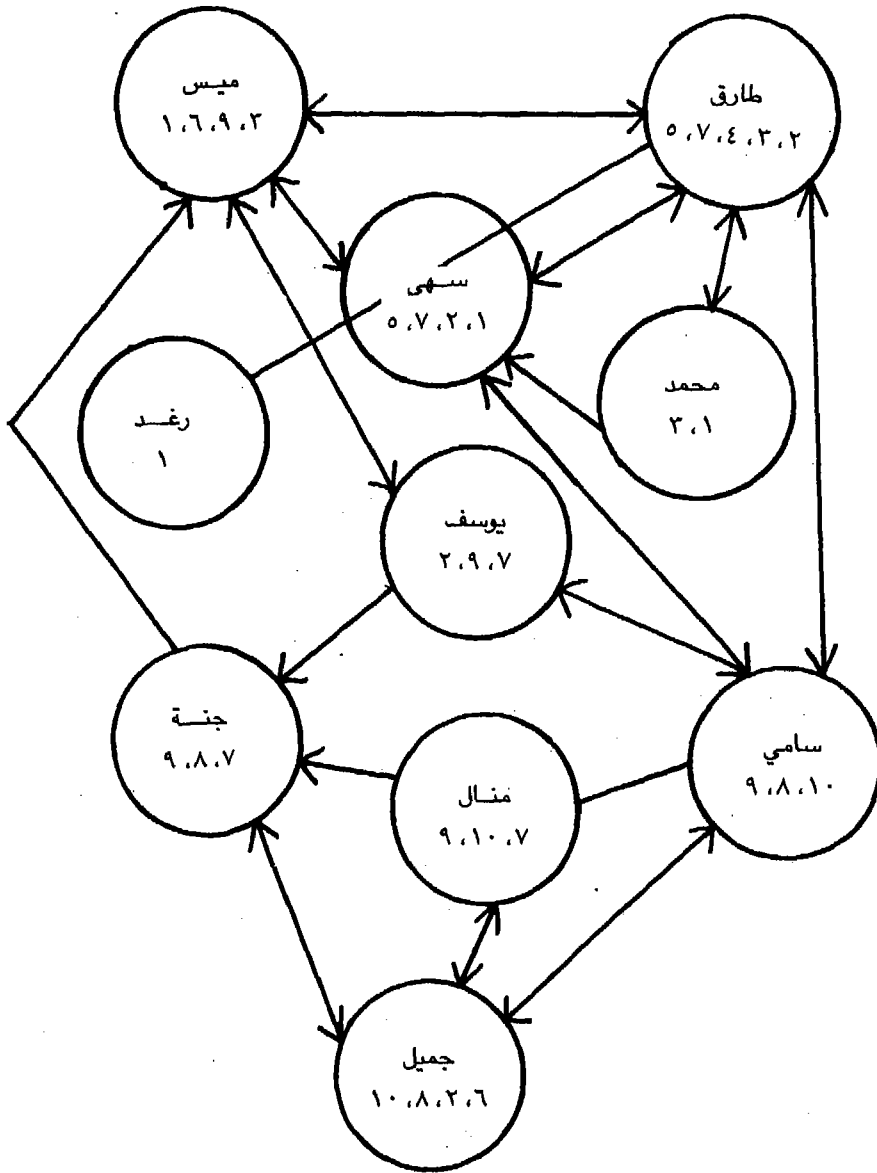 ميس
١،٦،٩،٣
طارق
٥،٧،٤،٣،٢
سهى
٥،٧،٢،١
محمد
٣،١
رغد
١
يوسف
٢،٩،٧
جنة
٩،٨،٧
منال
٩،١٠،٧
سامي
٩،٨،١٠
جميل
١٠،٨،٢،٦